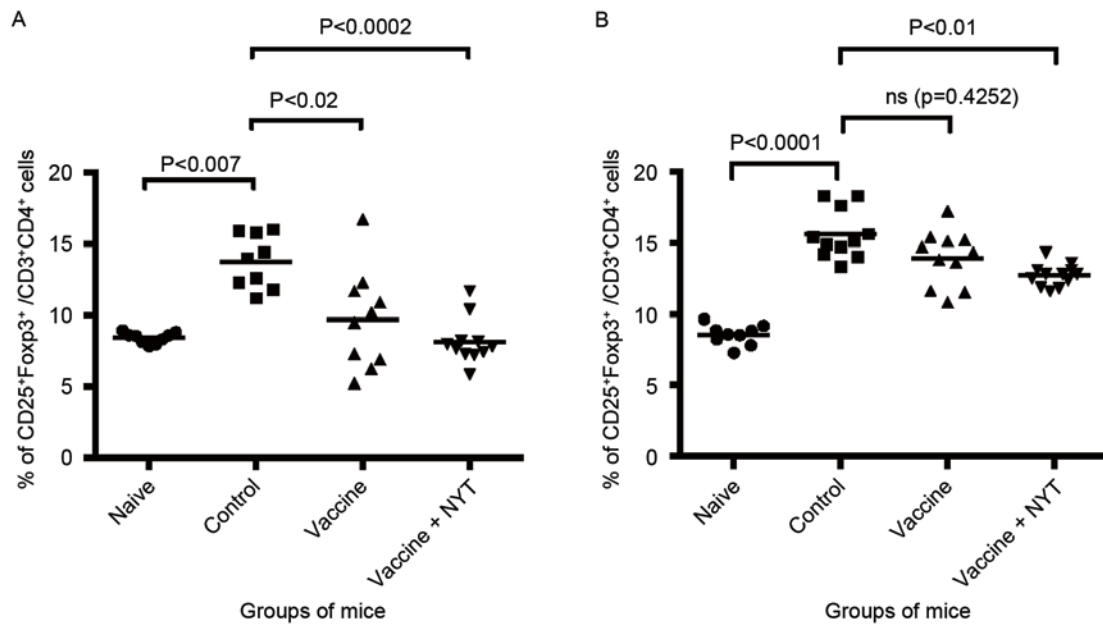 A
P<0.0002
P<0.02
P<0.007
% of CD25⁺Foxp3⁺ /CD3⁺CD4⁺ cells
20
15
10
5
0
Naive
Control
Vaccine
Vaccine + NYT
Groups of mice
B
P<0.01
ns (p=0.4252)
P<0.0001
% of CD25⁺Foxp3⁺ /CD3⁺CD4⁺ cells
20
15
10
5
0
Naive
Control
Vaccine
Vaccine + NYT
Groups of mice